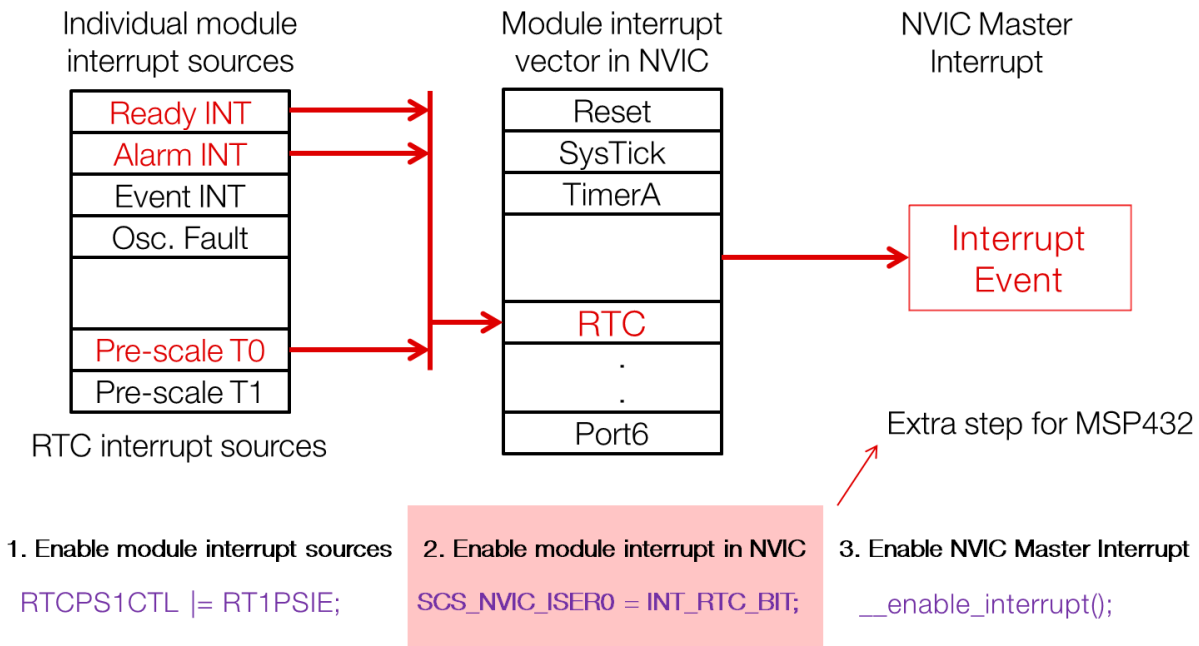 Individual module
interrupt sources
Module interrupt
vector in NVIC
NVIC Master
Interrupt
Ready INT
Alarm INT
Event INT
Osc. Fault
Pre-scale T0
Pre-scale T1
RTC interrupt sources
Reset
SysTick
TimerA
RTC
.
.
Port6
Interrupt
Event
Extra step for MSP432
1. Enable module interrupt sources
RTCPS1CTL |= RT1PSIE;
2. Enable module interrupt in NVIC
SCS_NVIC_ISER0 = INT_RTC_BIT;
3. Enable NVIC Master Interrupt
__enable_interrupt();